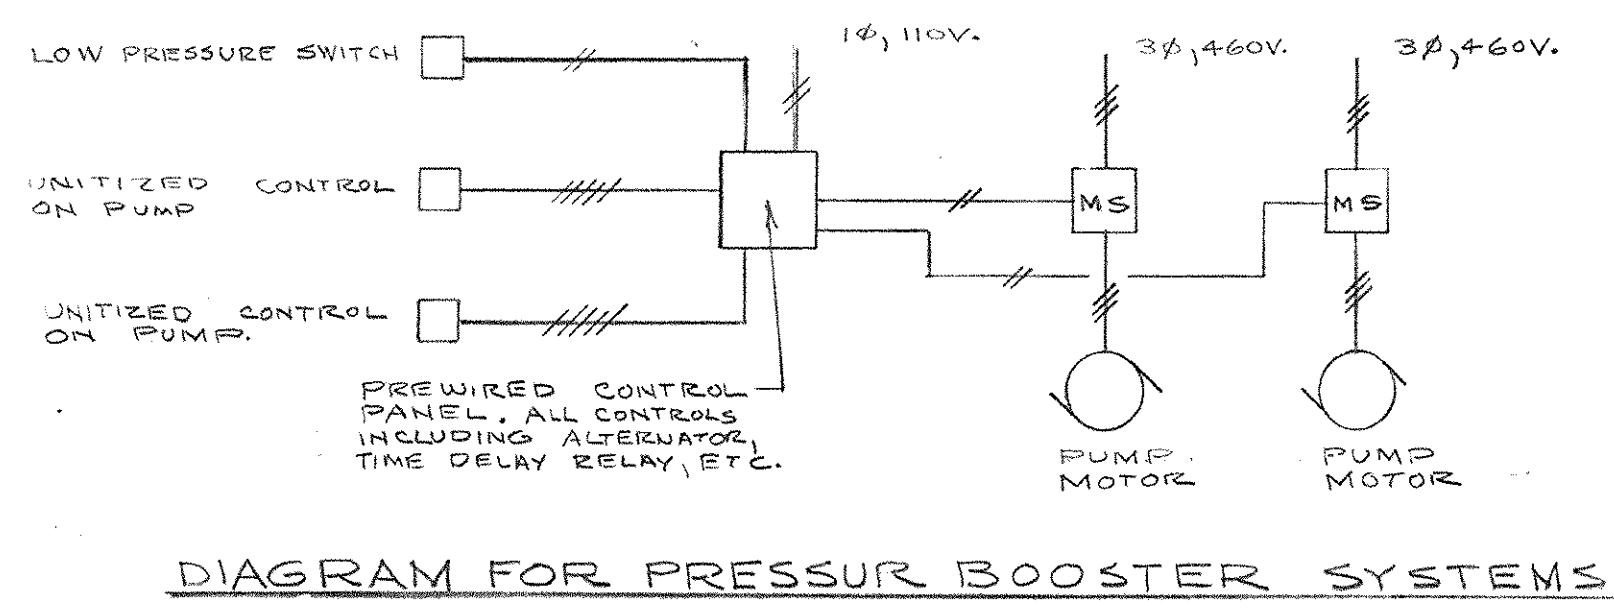 LOW PRESSURE SWITCH
1Ø, 110V.
3Ø, 460V.
3Ø, 460V.
UNITIZED CONTROL
ON PUMP
MS
MS
UNITIZED CONTROL
ON PUMP.
PREWIRED CONTROL
PANEL. ALL CONTROLS
INCLUDING ALTERNATOR,
TIME DELAY RELAY, ETC.
PUMP
MOTOR
PUMP
MOTOR
DIAGRAM FOR PRESSUR BOOSTER SYSTEMS